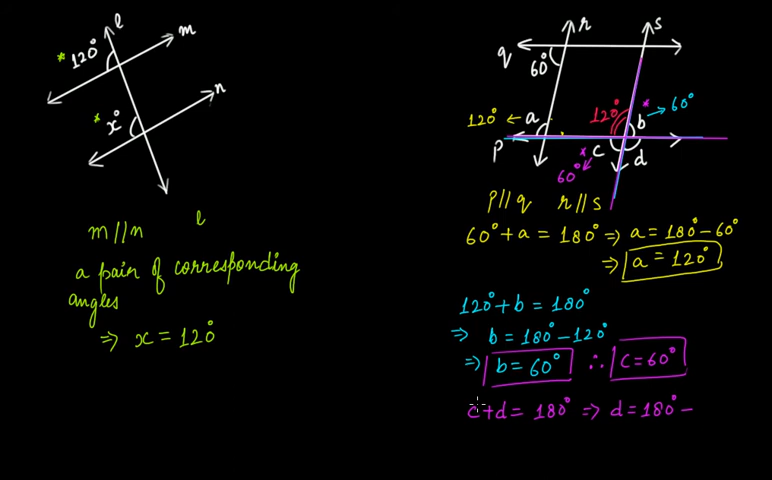 l
m
* 120°
n
* x°
m//n l
a pair of corresponding
angles
=> x = 120°
r s
q
60°
120° ← a 120° * b → 60°
p * c d
60°
p//q r//s
60° + a = 180° => a = 180° - 60°
=> a = 120°
120° + b = 180°
=> b = 180° - 120°
=> b = 60° ∴ c = 60°
c + d = 180° => d = 180° -